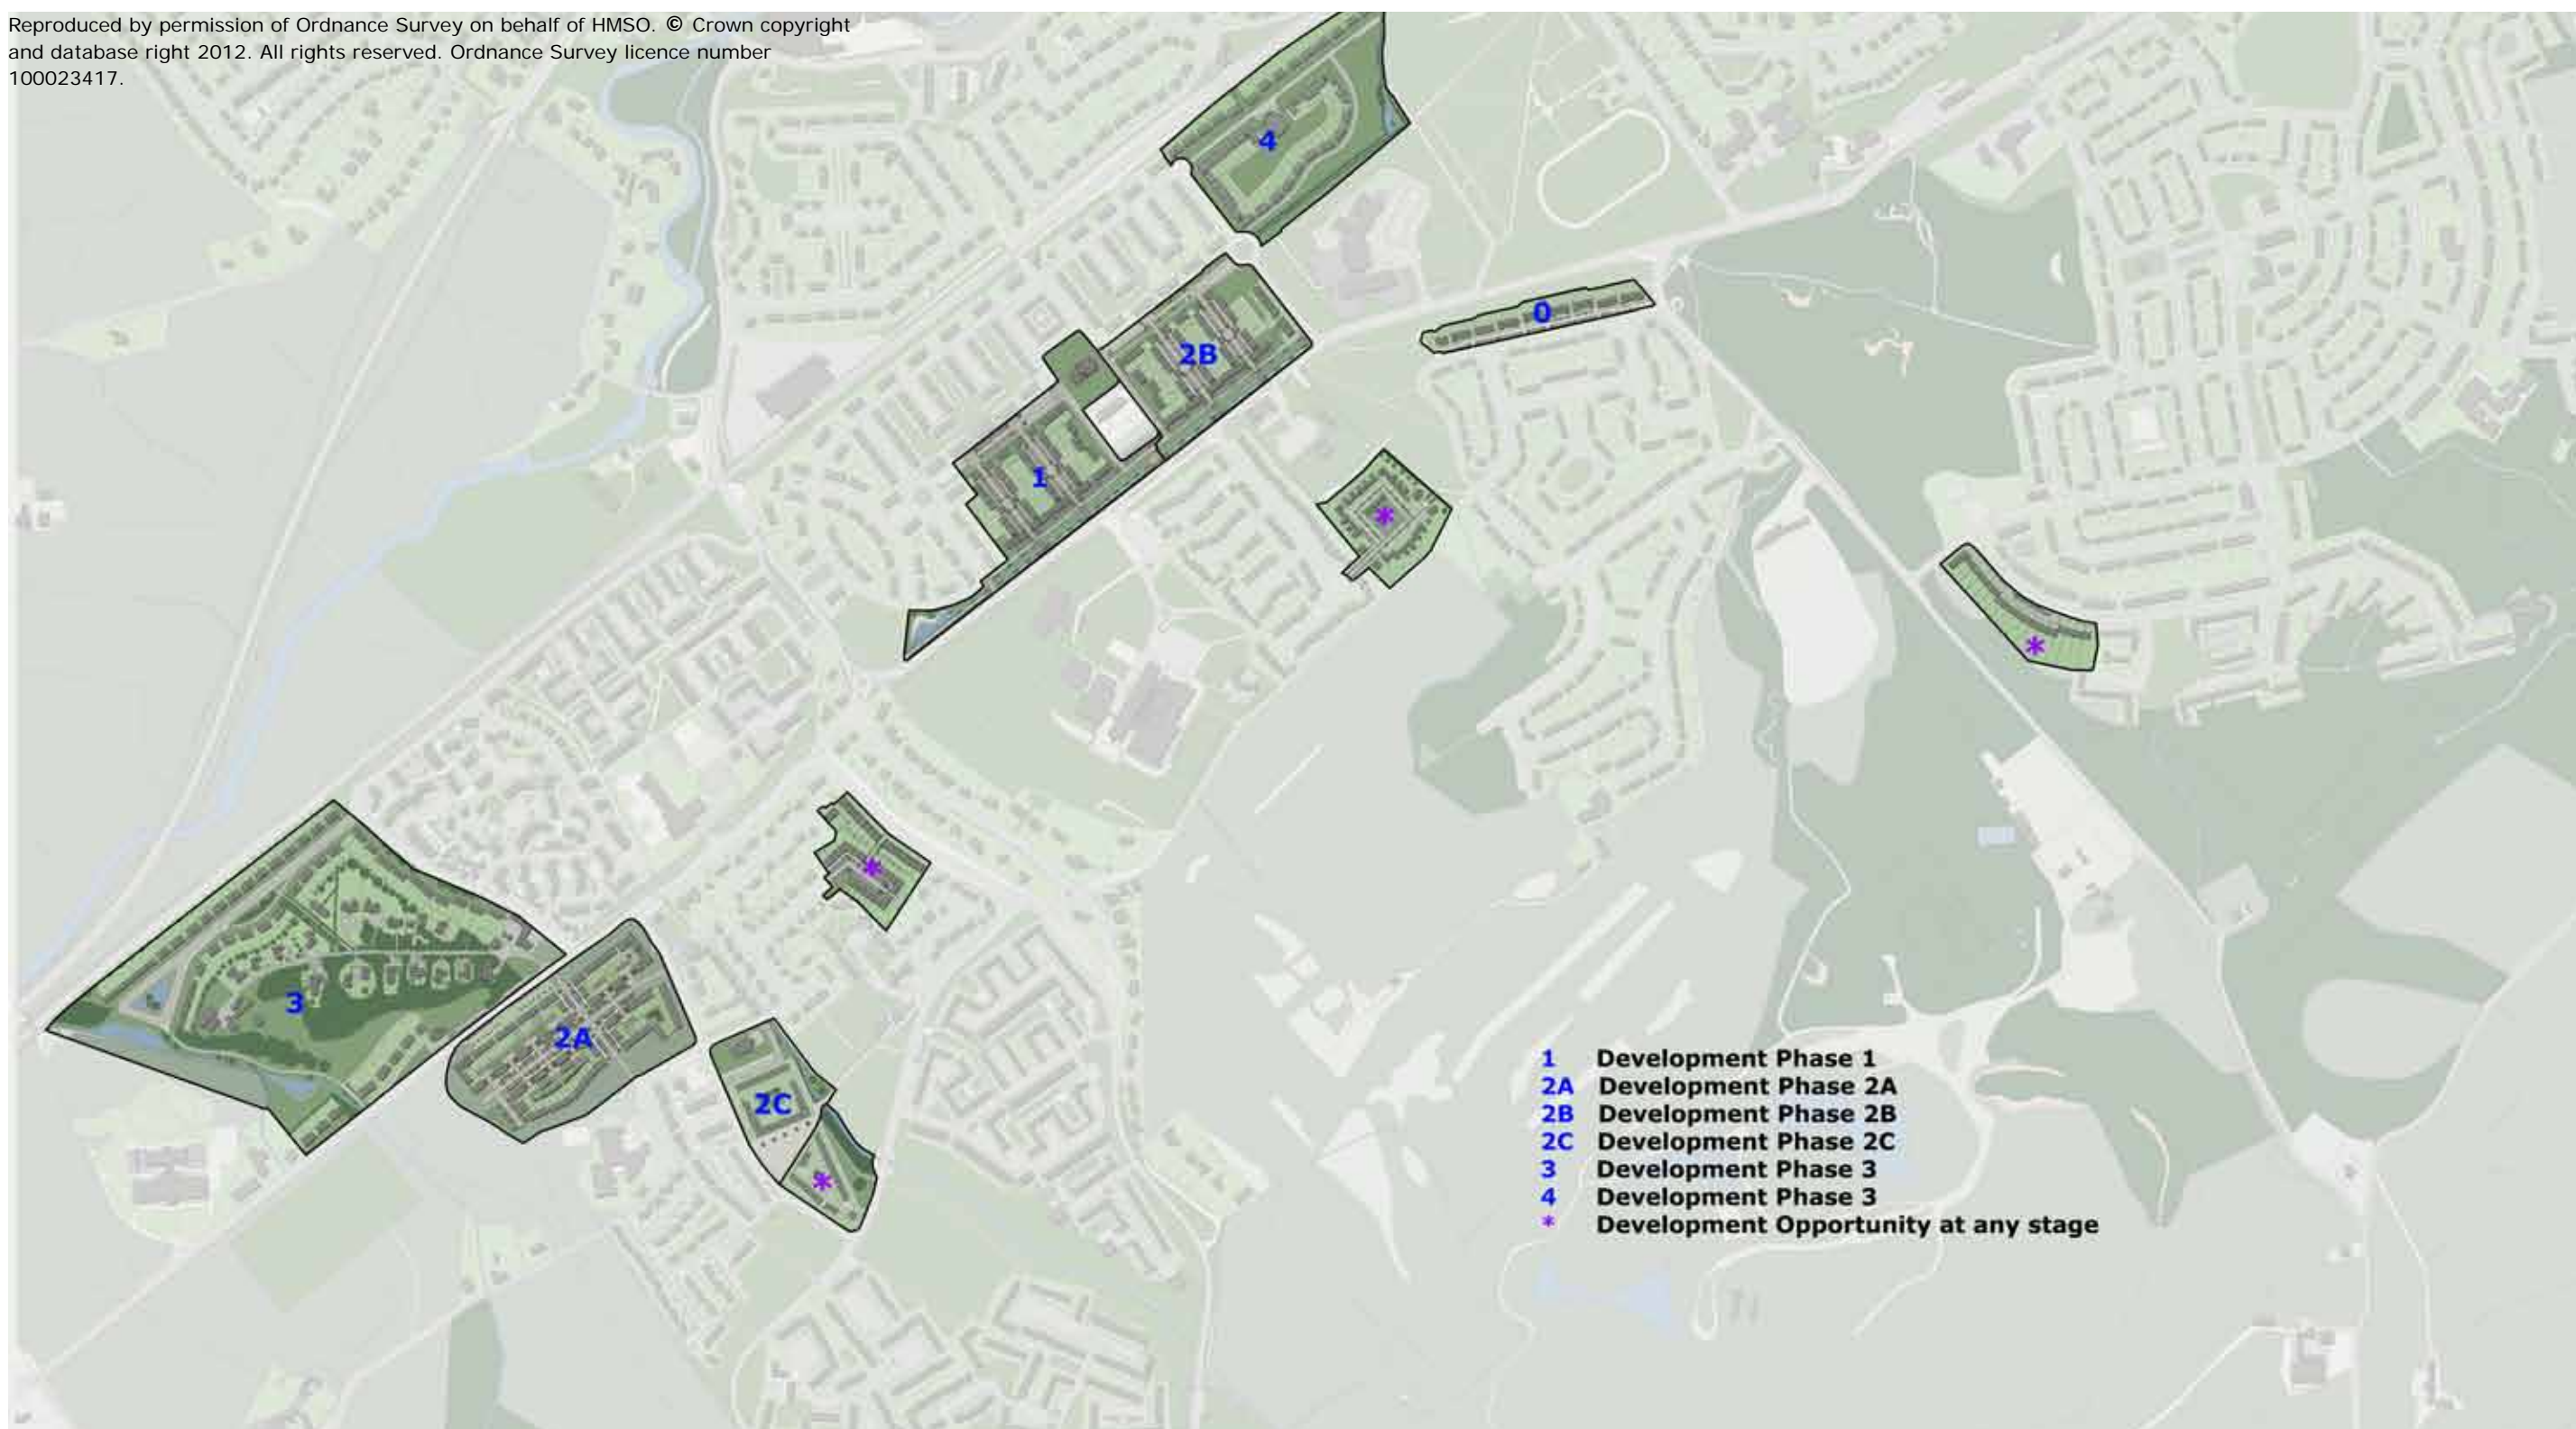 Reproduced by permission of Ordnance Survey on behalf of HMSO. © Crown copyright
and database right 2012. All rights reserved. Ordnance Survey licence number
100023417.
4
0
2B
1
*
*
*
3
2A
2C
*
1 Development Phase 1
2A Development Phase 2A
2B Development Phase 2B
2C Development Phase 2C
3 Development Phase 3
4 Development Phase 3
* Development Opportunity at any stage